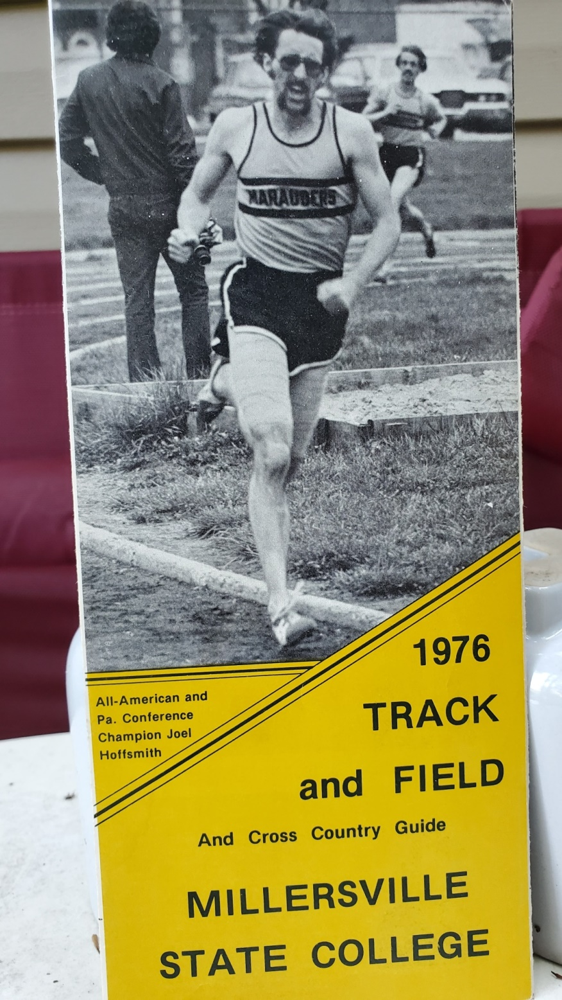 MARAUDERS
1976
TRACK
and FIELD
All-American and
Pa. Conference
Champion Joel
Hoffsmith
And Cross Country Guide
MILLERSVILLE
STATE COLLEGE